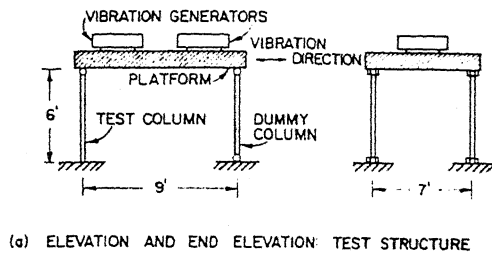 VIBRATION GENERATORS
VIBRATION
DIRECTION
PLATFORM
6'
TEST COLUMN
DUMMY
COLUMN
9'
7'
(a) ELEVATION AND END ELEVATION: TEST STRUCTURE